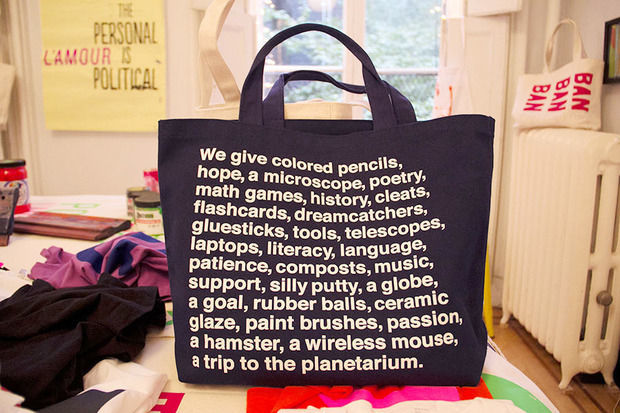 THE
PERSONAL
L'AMOUR IS
POLITICAL
BAN
BAN
BAN
We give colored pencils,
hope, a microscope, poetry,
math games, history, cleats,
flashcards, dreamcatchers,
gluesticks, tools, telescopes,
laptops, literacy, language,
patience, composts, music,
support, silly putty, a globe,
a goal, rubber balls, ceramic
glaze, paint brushes, passion,
a hamster, a wireless mouse,
a trip to the planetarium.